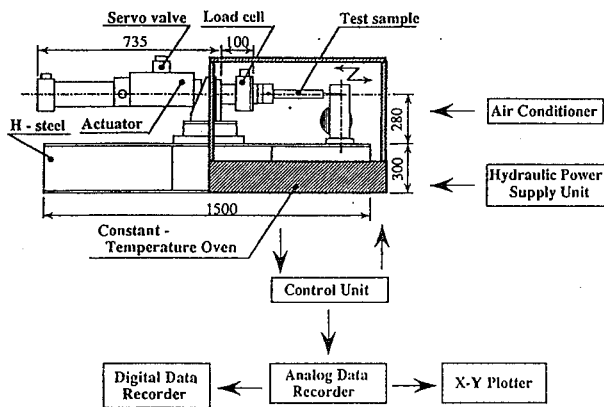 Servo valve
Load cell
Test sample
735
100
H - steel
Actuator
280
300
1500
Constant -
Temperature Oven
Air Conditioner
Hydraulic Power
Supply Unit
Control Unit
Digital Data
Recorder
Analog Data
Recorder
X-Y Plotter